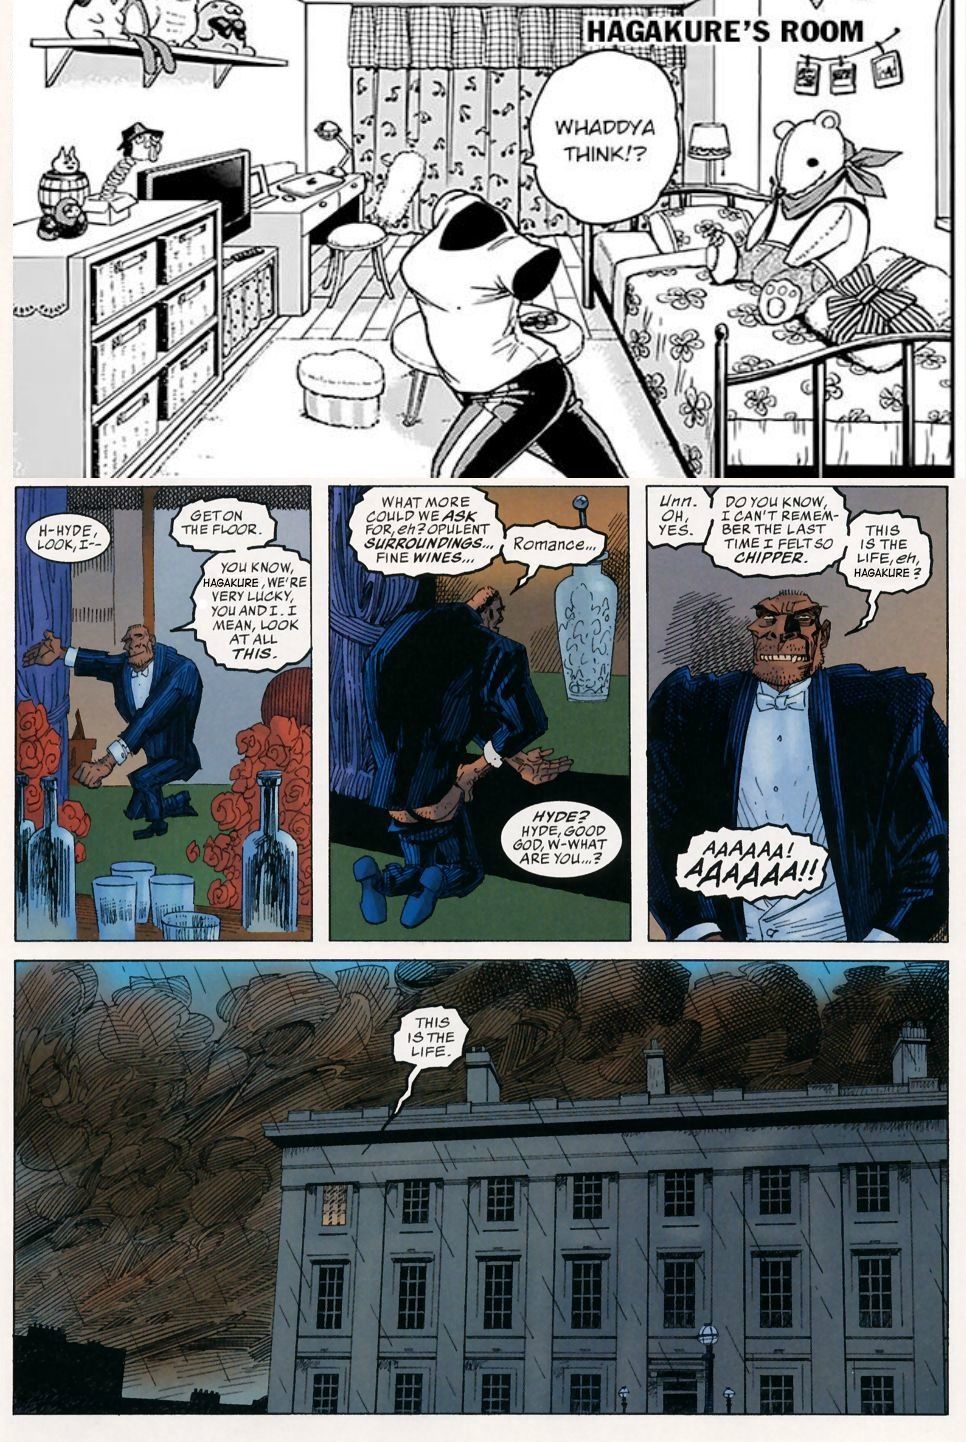 HAGAKURE'S ROOM
WHADDYA
THINK!?
H-HYDE,
LOOK, I--
GET ON
THE FLOOR.
YOU KNOW,
HAGAKURE, WE'RE
VERY LUCKY,
YOU AND I. I
MEAN, LOOK
AT ALL
THIS.
WHAT MORE
COULD WE ASK
FOR, eh? OPULENT
SURROUNDINGS...
FINE WINES...
Romance...
HYDE?
HYDE, GOOD
GOD, W-WHAT
ARE YOU...?
Unn.
OH,
YES.
DO YOU KNOW,
I CAN'T REMEM-
BER THE LAST
TIME I FELT SO
CHIPPER.
THIS
IS THE
LIFE, eh,
HAGAKURE?
AAAAAA!
AAAAAAA!!
THIS
IS THE
LIFE.